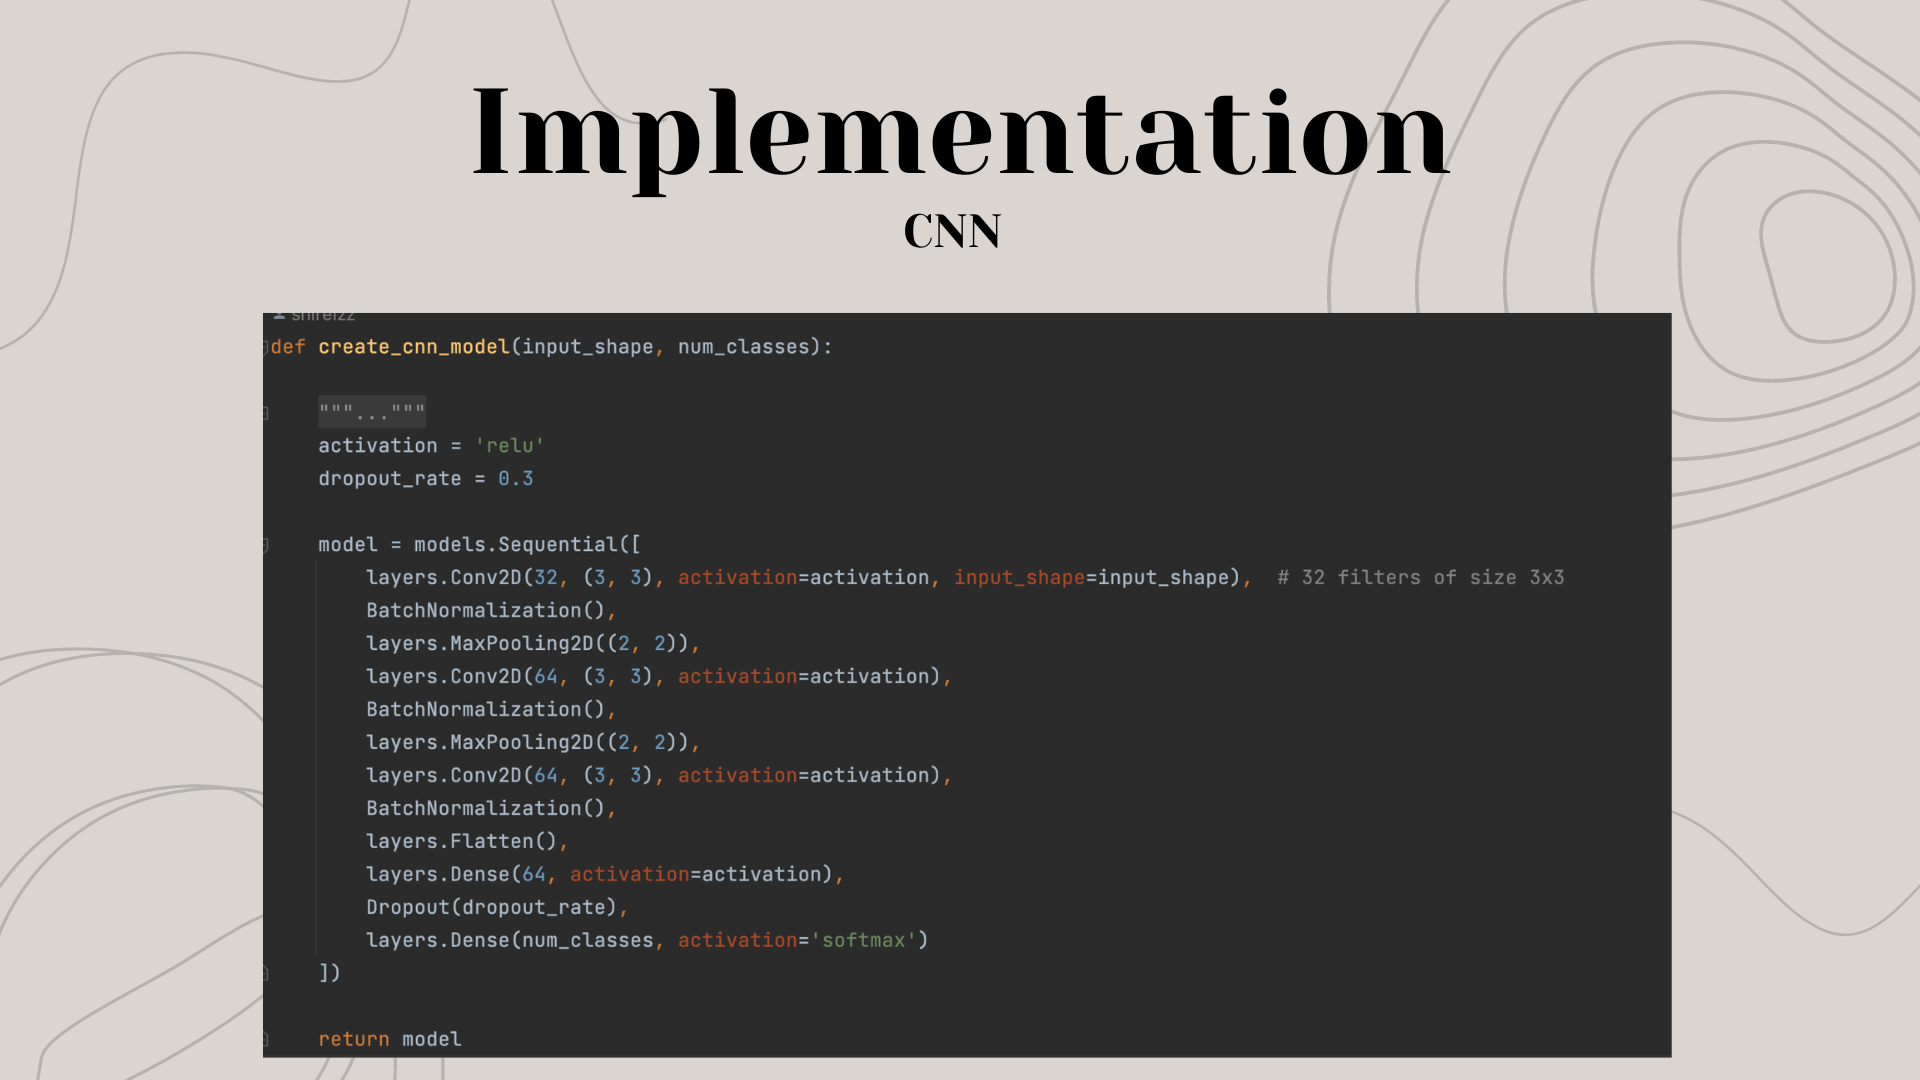 Implementation
CNN
shirelzz
def create_cnn_model(input_shape, num_classes):
"""..."""
activation = 'relu'
dropout_rate = 0.3
model = models.Sequential([
layers.Conv2D(32, (3, 3), activation=activation, input_shape=input_shape),  # 32 filters of size 3x3
BatchNormalization(),
layers.MaxPooling2D((2, 2)),
layers.Conv2D(64, (3, 3), activation=activation),
BatchNormalization(),
layers.MaxPooling2D((2, 2)),
layers.Conv2D(64, (3, 3), activation=activation),
BatchNormalization(),
layers.Flatten(),
layers.Dense(64, activation=activation),
Dropout(dropout_rate),
layers.Dense(num_classes, activation='softmax')
])
return model